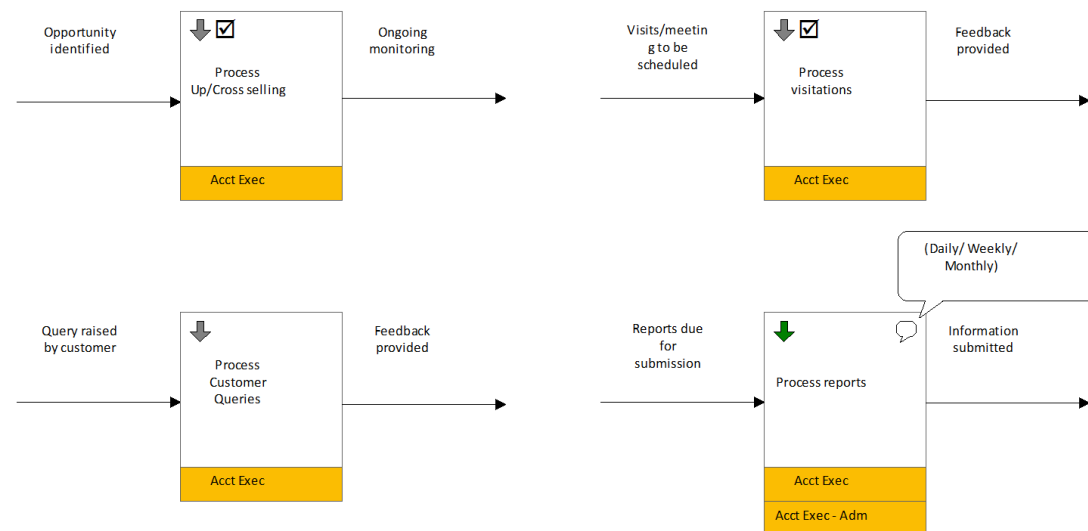 Opportunity
identified
Process
Up/Cross selling
Acct Exec
Ongoing
monitoring
Visits/meetin
g to be
scheduled
Process
visitations
Acct Exec
Feedback
provided
Query raised
by customer
Process
Customer
Queries
Acct Exec
Feedback
provided
Reports due
for
submission
(Daily/ Weekly/
Monthly)
Process reports
Acct Exec
Acct Exec - Adm
Information
submitted